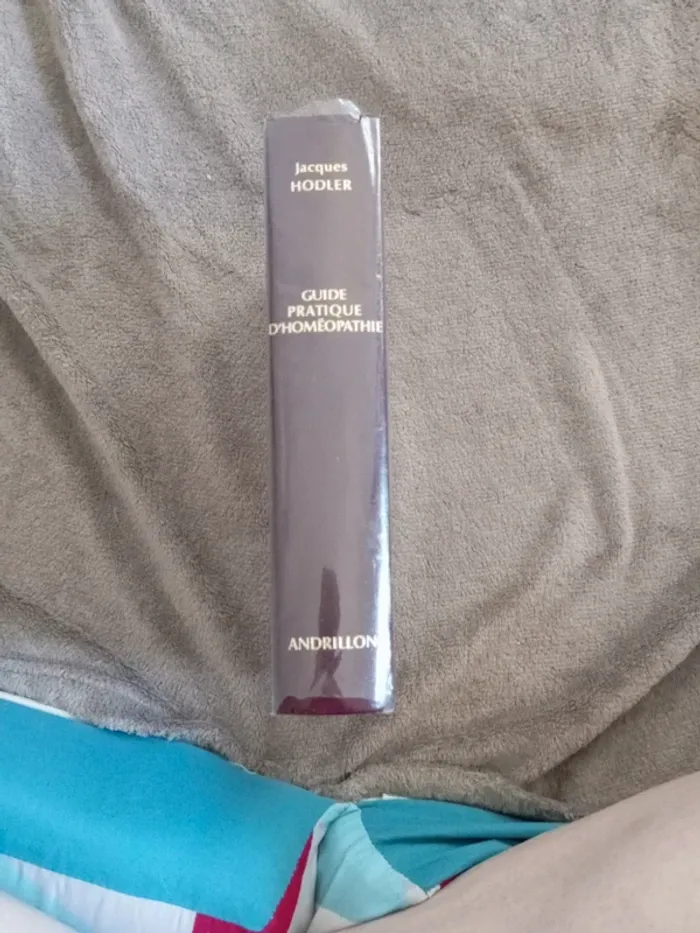 Jacques
HODLER
GUIDE
PRATIQUE
D'HOMÉOPATHIE
ANDRILLON